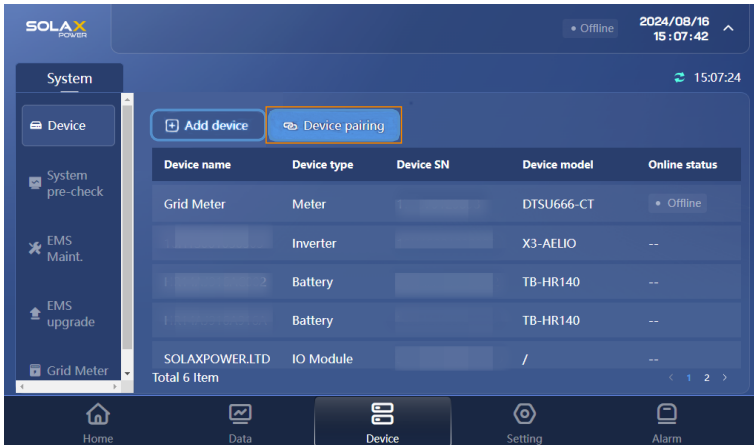 SOLAX
POWER
• Offline
2024/08/16
15:07:42
System
15:07:24
Device
Add device
Device pairing
Device name Device type Device SN Device model Online status
System
pre-check
Grid Meter Meter DTSU666-CT • Offline
EMS
Maint.
Inverter X3-AELIO --
Battery TB-HR140 --
EMS
upgrade
Battery TB-HR140 --
SOLAXPOWER.LTD IO Module / --
Grid Meter
Total 6 Item < 1 2 >
Home Data Device Setting Alarm